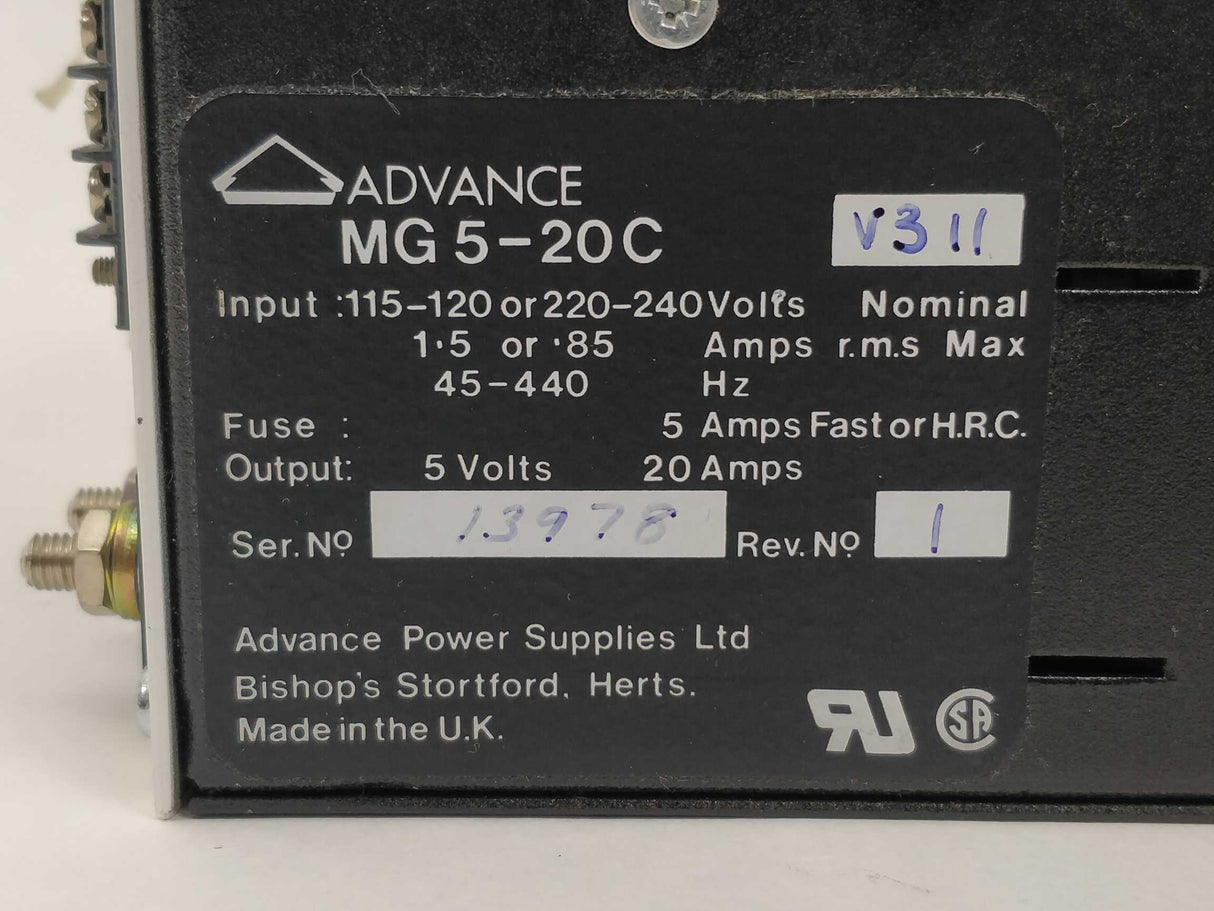 ADVANCE
MG 5-20C V311
Input :115-120 or 220-240 Volts Nominal
1·5 or ·85 Amps r.m.s Max
45-440 Hz
Fuse : 5 Amps Fast or H.R.C.
Output: 5 Volts 20 Amps
Ser. Nº 13978 Rev. Nº 1
Advance Power Supplies Ltd
Bishop's Stortford, Herts.
Made in the U.K.
RU SA